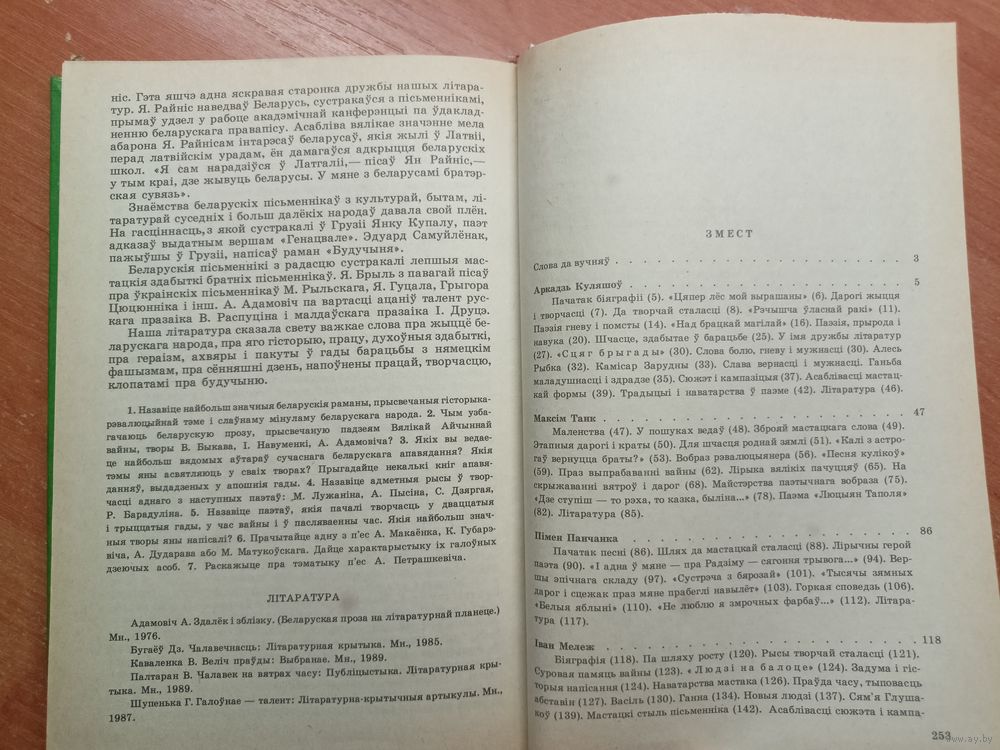 ніс. Гэта яшчэ адна яскравая старонка дружбы нашых літара-
тур. Я. Райніс наведваў Беларусь, сустракаўся з пісьменнікамі,
прымаў удзел у рабоце акадэмічнай канферэнцыі па ўдаклад-
ненню беларускага правапісу. Асабліва вялікае значэнне мела
абарона Я. Райнісам інтарэсаў беларусаў, якія жылі ў Латвіі,
перад латвійскім урадам, ён дамагаўся адкрыцця беларускіх
школ. «Я сам нарадзіўся ў Латгаліі,— пісаў Ян Райніс,—
у тым краі, дзе жывуць беларусы. У мяне з беларусамі братэр-
ская сувязь».
Знаёмства беларускіх пісьменнікаў з культурай, бытам, лі-
таратурай суседніх і больш далёкіх народаў давала свой плён.
На гасціннасць, з якой сустракалі ў Грузіі Янку Купалу, паэт
адказаў выдатным вершам «Генацвале». Эдуард Самуйлёнак,
пажыўшы ў Грузіі, напісаў раман «Будучыня».
Беларускія пісьменнікі з радасцю сустракалі лепшыя мас-
тацкія здабыткі братніх пісьменнікаў. Я. Брыль з павагай пісаў
пра ўкраінскіх пісьменнікаў М. Рыльскага, Я. Гуцала, Грыгора
Цюцюнніка і інш. А. Адамовіч па вартасці ацаніў талент рус-
скага празаіка В. Распуціна і малдаўскага празаіка І. Друцэ.
Наша літаратура сказала свету важкае слова пра жыццё бе-
ларускага народа, пра яго гісторыю, працу, духоўныя здабыткі,
пра гераізм, ахвяры і пакуты ў гады барацьбы з нямецкім
фашызмам, пра сённяшні дзень, напоўнены працай, творчасцю,
клопатамі пра будучыню.
1. Назавіце найбольш значныя беларускія раманы, прысвечаныя гісторыка-
рэвалюцыйнай тэме і слаўнаму мінуламу беларускага народа. 2. Чым узба-
гачаюць беларускую прозу, прысвечаную падзеям Вялікай Айчыннай
вайны, творы В. Быкава, І. Навуменкі, А. Адамовіча? 3. Якіх вы ведае-
це найбольш вядомых аўтараў сучаснага беларускага апавядання? Якія
тэмы яны асвятляюць у сваіх творах? Прыгадайце некалькі кніг апавя-
данняў, выдадзеных у апошнія гады. 4. Назавіце адметныя рысы ў твор-
часці аднаго з наступных паэтаў: М. Лужаніна, А. Пысіна, С. Дзяргая,
Р. Барадуліна. 5. Назавіце паэтаў, якія пачалі творчасць у дваццатыя
і трыццатыя гады, у час вайны і ў пасляваенны час. Якія найбольш знач-
ныя творы яны напісалі? 6. Прачытайце адну з п'ес А. Макаёнка, К. Губарэ-
віча, А. Дударава або М. Матукоўскага. Дайце характарыстыку іх галоўных
дзеючых асоб. 7. Раскажыце пра тэматыку п'ес А. Петрашкевіча.
ЛІТАРАТУРА
Адамовіч А. Здалёк і зблізку. (Беларуская проза на літаратурнай планеце.)
Мн., 1976.
Бугаёў Дз. Чалавечнасць: Літаратурная крытыка. Мн., 1985.
Каваленка В. Веліч праўды: Выбранае. Мн., 1989.
Палтаран В. Чалавек на вятрах часу: Публіцыстыка. Літаратурная кры-
тыка. Мн., 1989.
Шупенька Г. Галоўнае — талент: Літаратурна-крытычныя артыкулы. Мн.,
1987.
ЗМЕСТ
Слова да вучняў . . . . . . . . . . . . . . . . . . 3
Аркадзь Куляшоў . . . . . . . . . . . . . . . . . . 5
Пачатак біяграфіі (5). «Цяпер лёс мой вырашаны» (6). Дарогі жыцця
і творчасці (7). Да творчай сталасці (8). «Рэчышча ўласнай ракі» (11).
Паэзія гневу і помсты (14). «Над брацкай магілай» (16). Паэзія, прырода і
навука (20). Шчасце, здабытае ў барацьбе (25). У імя дружбы літаратур
(27). «Сцяг брыгады» (30). Слова болю, гневу і мужнасці (30). Алесь
Рыбка (32). Камісар Зарудны (33). Слава вернасці і мужнасці. Ганьба
маладушнасці і здрадзе (35). Сюжэт і кампазіцыя (37). Асаблівасці мастац-
кай формы (39). Традыцыі і наватарства ў паэме (42). Літаратура (46).
Максім Танк . . . . . . . . . . . . . . . . . . 47
Маленства (47). У пошуках ведаў (48). Зброяй мастацкага слова (49).
Этапныя дарогі і краты (50). Для шчасця роднай зямлі (51). «Калі з астро-
гаў вернуцца браты?» (53). Вобраз рэвалюцыянера (56). «Песня кулікоў»
(59). Праз выпрабаванні вайны (62). Лірыка вялікіх пачуццяў (65). На
скрыжаванні вятроў і дарог (68). Майстэрства паэтычнага вобраза (75).
«Дзе ступіш — то рэха, то казка, быліна...» (78). Паэма «Люцыян Таполя»
(82). Літаратура (85).
Пімен Панчанка . . . . . . . . . . . . . . . . . . 86
Пачатак песні (86). Шлях да мастацкай сталасці (88). Лірычны герой
паэта (90). «І адна ў мяне — пра Радзіму — сягоння трывога...» (94). Вер-
шы эпічнага складу (97). «Сустрэча з бярозай» (101). «Тысячы зямных
дарог і сцежак праз мяне прабеглі навылёт» (103). Горкая споведзь (106).
«Белыя яблыні» (110). «Не люблю я змрочных фарбаў...» (112). Літара-
тура (117).
Іван Мележ . . . . . . . . . . . . . . . . . . 118
Біяграфія (118). Па шляху росту (120). Рысы творчай сталасці (121).
Суровая памяць вайны (123). «Людзі на балоце» (124). Задума і гіс-
торыя напісання (124). Наватарства мастака (126). Праўда часу, тыповасць
абставін (127). Васіль (130). Ганна (134). Новыя людзі (137). Сям'я Глуша-
коў (139). Мастацкі стыль пісьменніка (142). Асаблівасці сюжэта і кампа-
253
www.ay.by